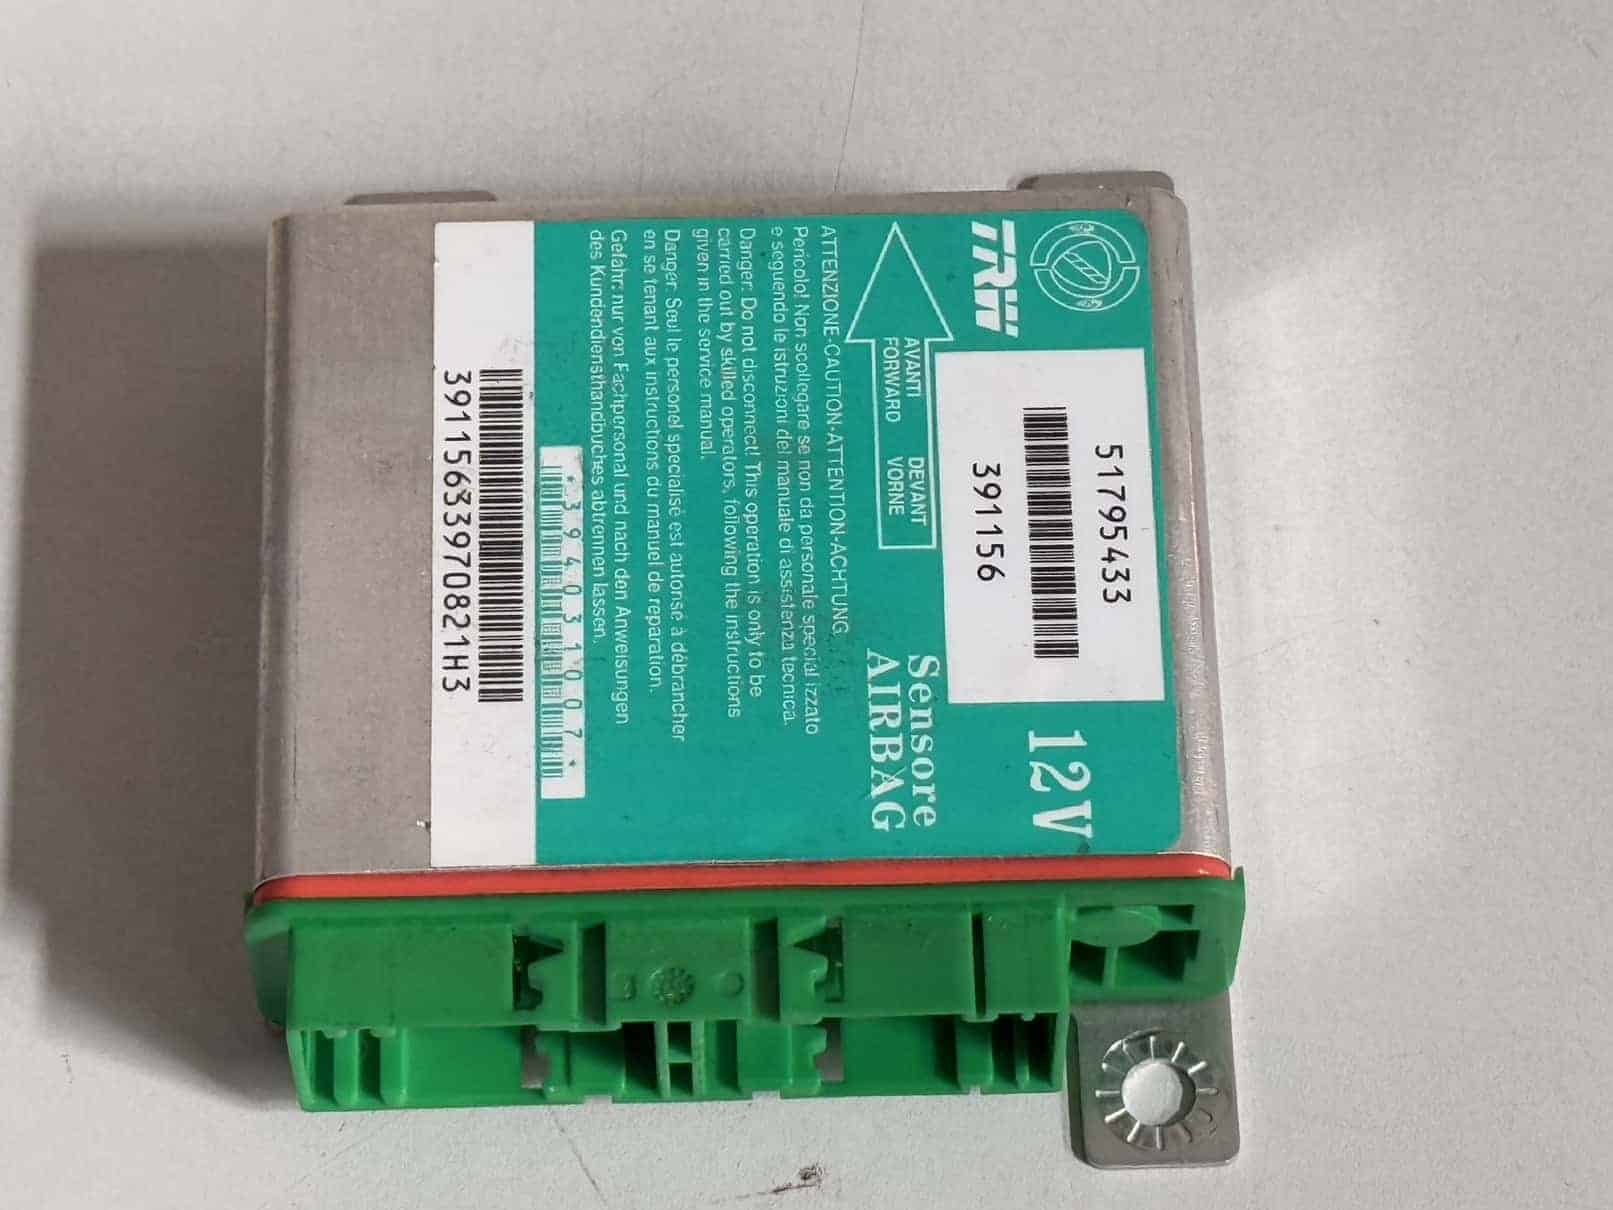 TRW
51795433
391156
12V
AVANTI DEVANT
FORWARD VORNE
Sensore
AIRBAG
ATTENZIONE-CAUTION-ATTENTION-ACHTUNG
Pericolo! Non scollegare se non da personale specializzato
e seguendo le istruzioni del manuale di assistenza tecnica.
Danger: Do not disconnect! This operation is only to be
carried out by skilled operators, following the instructions
given in the service manual.
Danger: Seul le personel specialisé est autorisé à débrancher
en se tenant aux instructions du manuel de reparation.
Gefahr: nur von Fachpersonal und nach den Anweisungen
des Kundendiensthandbuches abtrennen lassen.
*394031007*
39115633970821H3